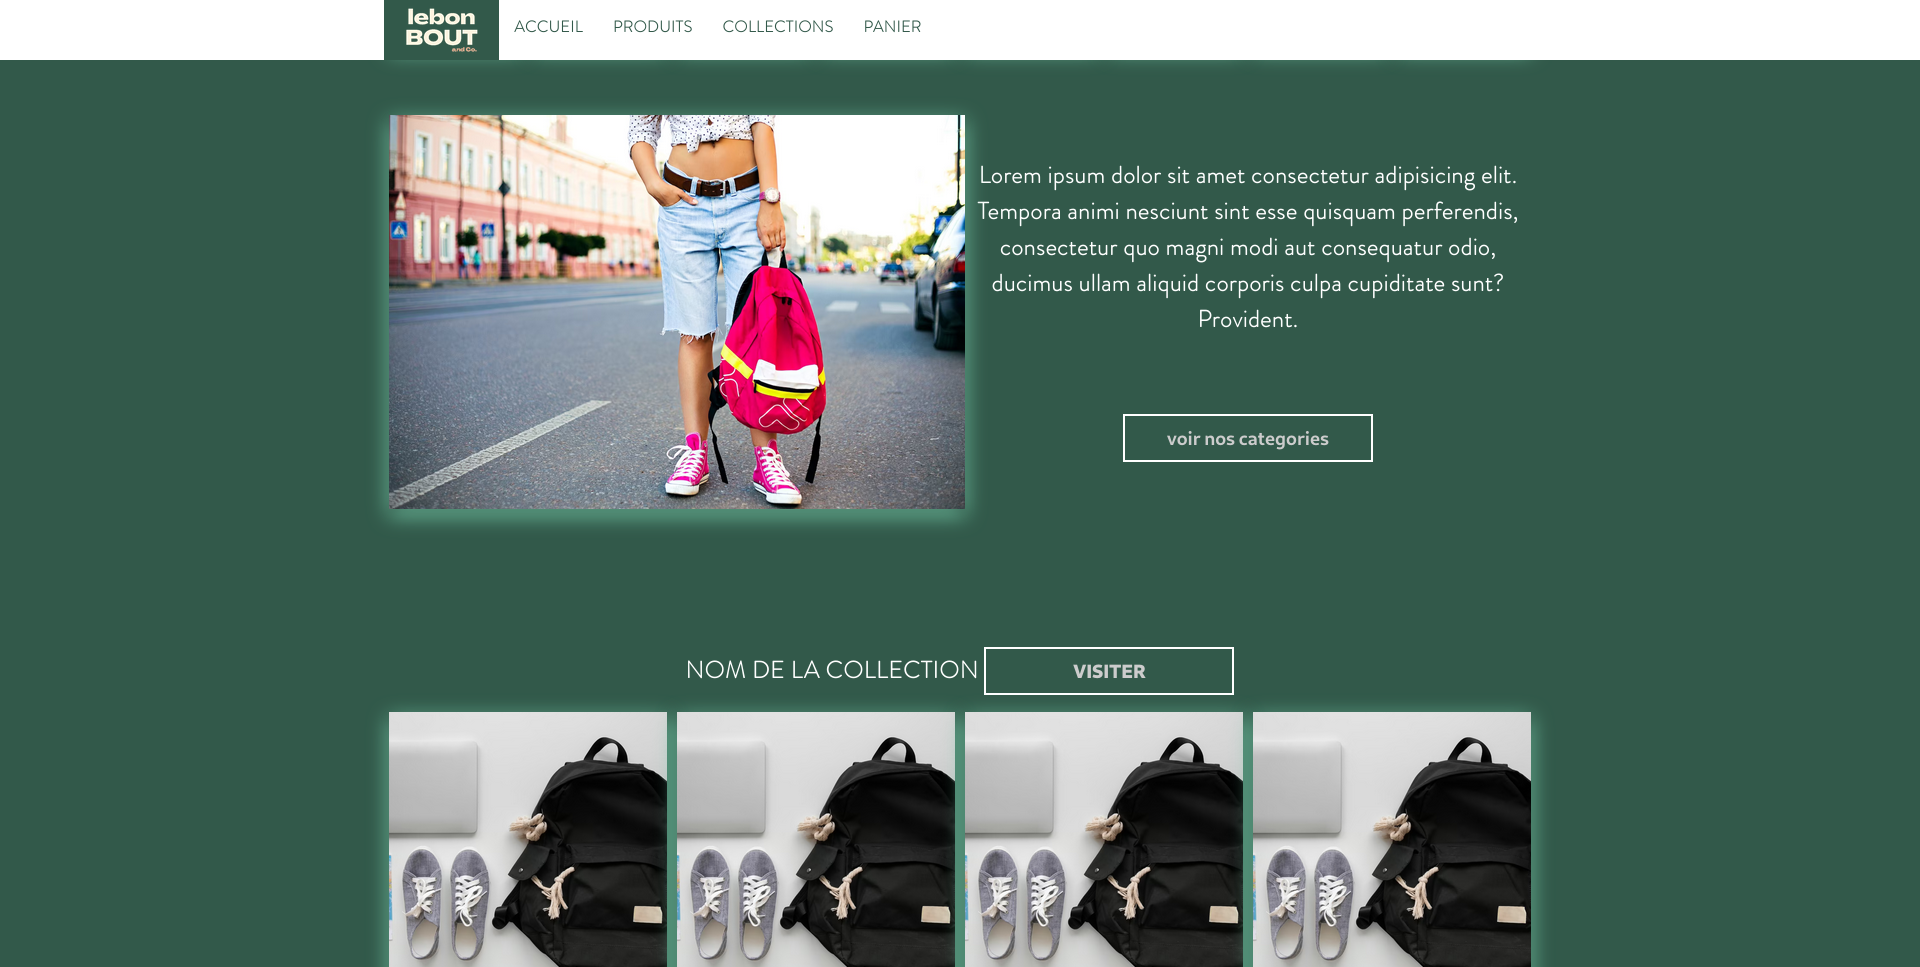 lebon
BOUT
and Co.
ACCUEIL PRODUITS COLLECTIONS PANIER
Lorem ipsum dolor sit amet consectetur adipisicing elit.
Tempora animi nesciunt sint esse quisquam perferendis,
consectetur quo magni modi aut consequatur odio,
ducimus ullam aliquid corporis culpa cupiditate sunt?
Provident.
voir nos categories
NOM DE LA COLLECTION VISITER